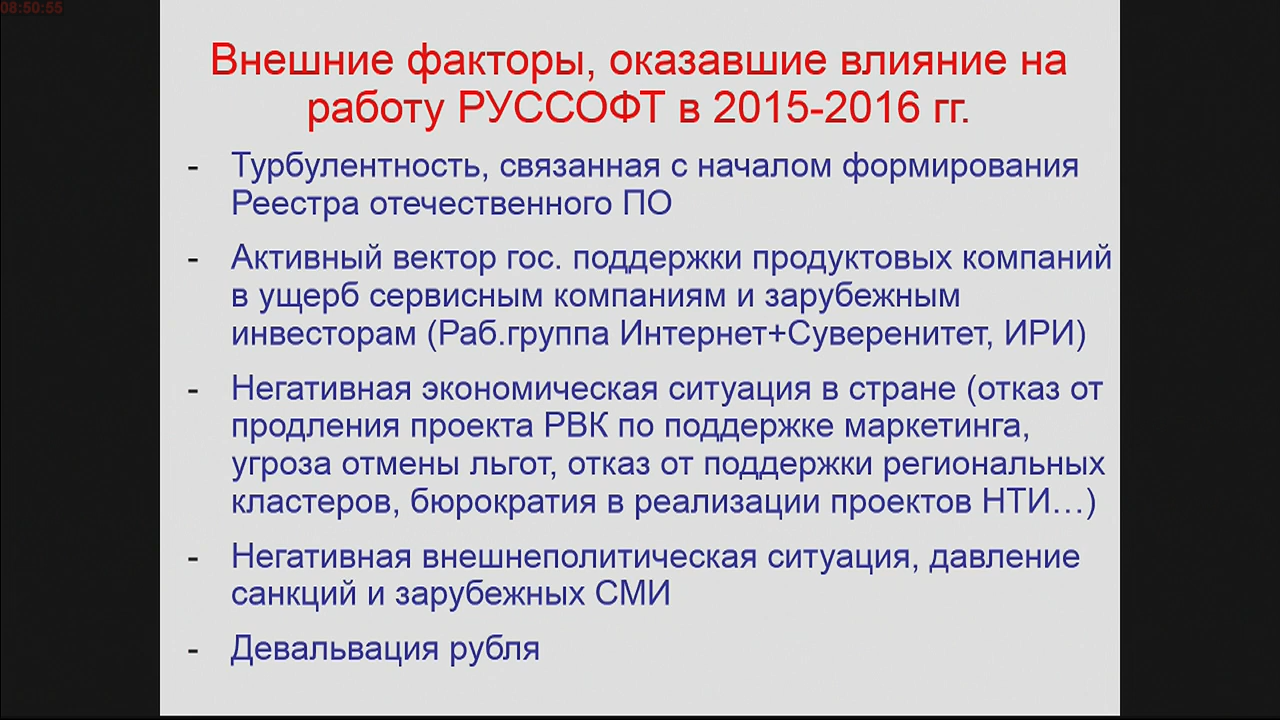 08:50:55
Внешние факторы, оказавшие влияние на
работу РУССОФТ в 2015-2016 гг.
- Турбулентность, связанная с началом формирования
Реестра отечественного ПО
- Активный вектор гос. поддержки продуктовых компаний
в ущерб сервисным компаниям и зарубежным
инвесторам (Раб.группа Интернет+Суверенитет, ИРИ)
- Негативная экономическая ситуация в стране (отказ от
продления проекта РВК по поддержке маркетинга,
угроза отмены льгот, отказ от поддержки региональных
кластеров, бюрократия в реализации проектов НТИ…)
- Негативная внешнеполитическая ситуация, давление
санкций и зарубежных СМИ
- Девальвация рубля